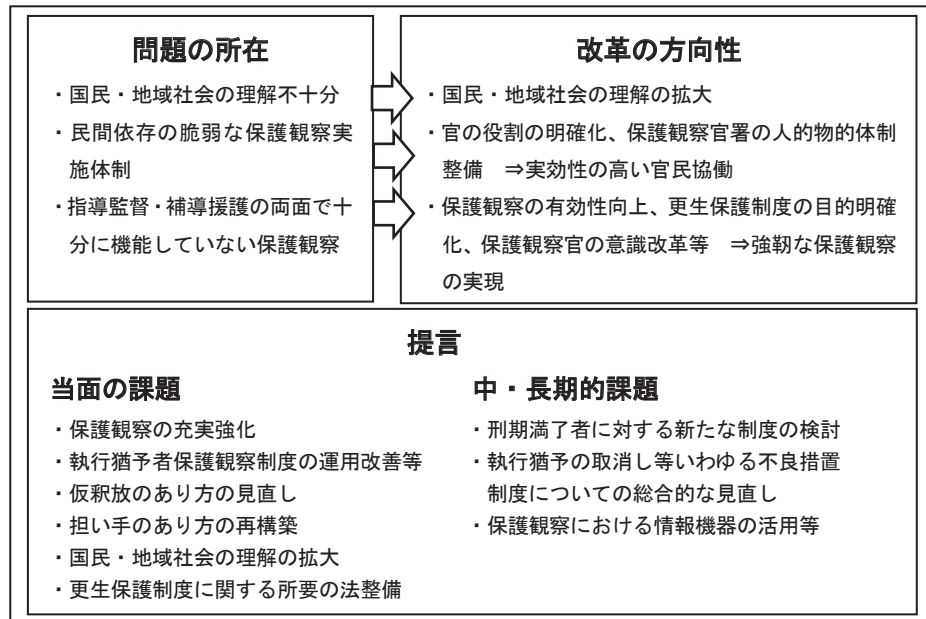 問題の所在
・国民・地域社会の理解不十分
・民間依存の脆弱な保護観察実
施体制
・指導監督・補導援護の両面で十
分に機能していない保護観察
改革の方向性
・国民・地域社会の理解の拡大
・官の役割の明確化、保護観察官署の人的物的体制
整備　⇒実効性の高い官民協働
・保護観察の有効性向上、更生保護制度の目的明確
化、保護観察官の意識改革等　⇒強靭な保護観察
の実現
提言
当面の課題
・保護観察の充実強化
・執行猶予者保護観察制度の運用改善等
・仮釈放のあり方の見直し
・担い手のあり方の再構築
・国民・地域社会の理解の拡大
・更生保護制度に関する所要の法整備
中・長期的課題
・刑期満了者に対する新たな制度の検討
・執行猶予の取消し等いわゆる不良措置
制度についての総合的な見直し
・保護観察における情報機器の活用等